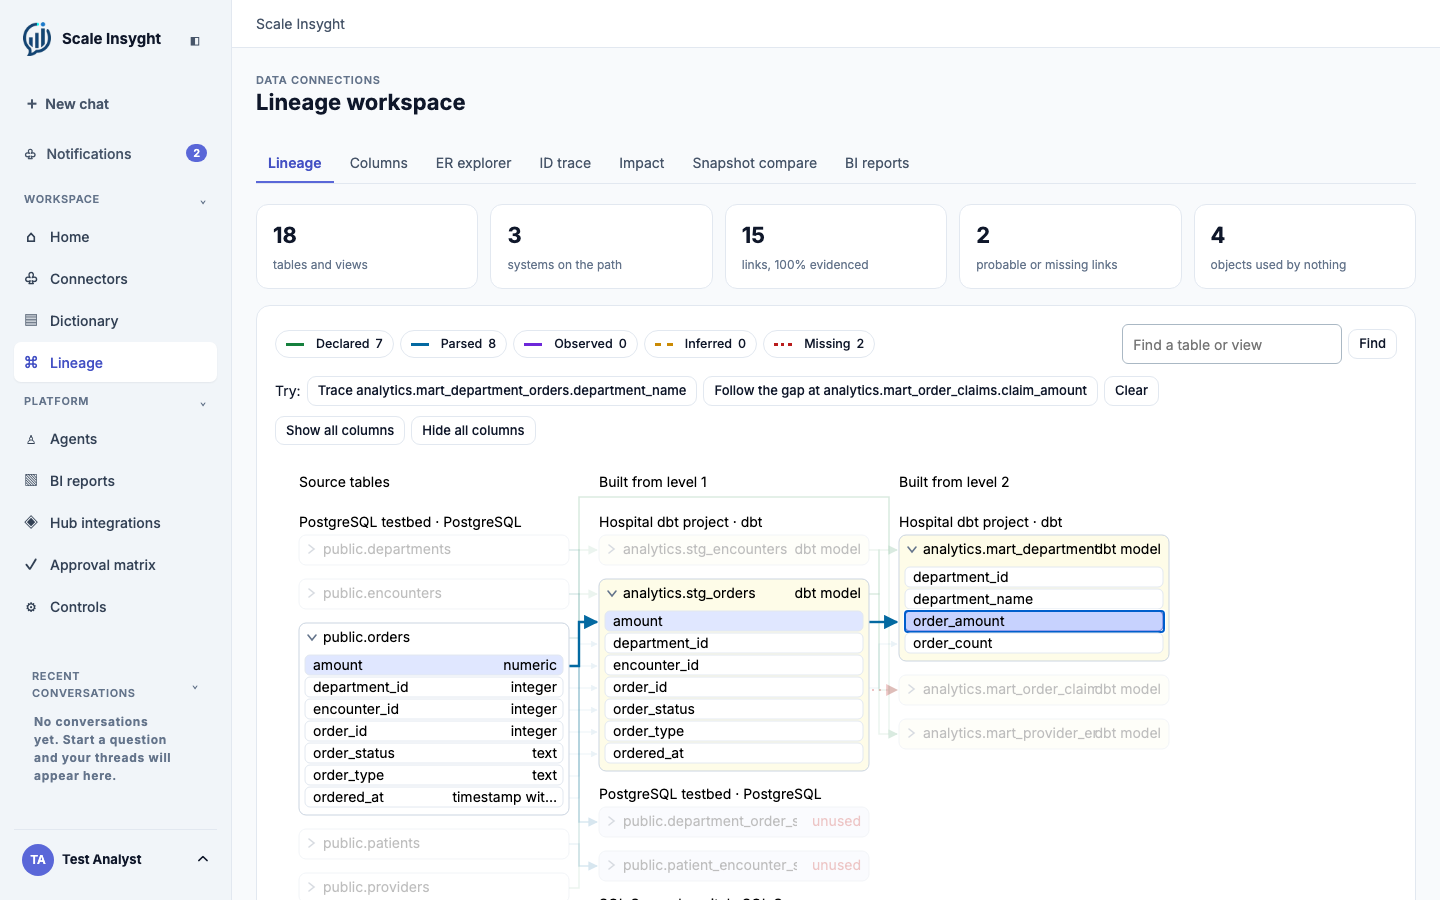 Scale Insyght
Scale Insyght
+ New chat
Notifications 2
WORKSPACE
Home
Connectors
Dictionary
Lineage
PLATFORM
Agents
BI reports
Hub integrations
Approval matrix
Controls
RECENT
CONVERSATIONS
No conversations
yet. Start a question
and your threads will
appear here.
TA Test Analyst
DATA CONNECTIONS
Lineage workspace
Lineage Columns ER explorer ID trace Impact Snapshot compare BI reports
18
tables and views
3
systems on the path
15
links, 100% evidenced
2
probable or missing links
4
objects used by nothing
Declared 7 Parsed 8 Observed 0 Inferred 0 Missing 2 Find a table or view Find
Try: Trace analytics.mart_department_orders.department_name Follow the gap at analytics.mart_order_claims.claim_amount Clear
Show all columns Hide all columns
Source tables
PostgreSQL testbed · PostgreSQL
public.departments
public.encounters
public.orders
amount numeric
department_id integer
encounter_id integer
order_id integer
order_status text
order_type text
ordered_at timestamp wit...
public.patients
public.providers
Built from level 1
Hospital dbt project · dbt
analytics.stg_encounters dbt model
analytics.stg_orders dbt model
amount
department_id
encounter_id
order_id
order_status
order_type
ordered_at
PostgreSQL testbed · PostgreSQL
public.department_order_s unused
public.patient_encounter_s unused
Built from level 2
Hospital dbt project · dbt
analytics.mart_department dbt model
department_id
department_name
order_amount
order_count
analytics.mart_order_claim dbt model
analytics.mart_provider_en dbt model